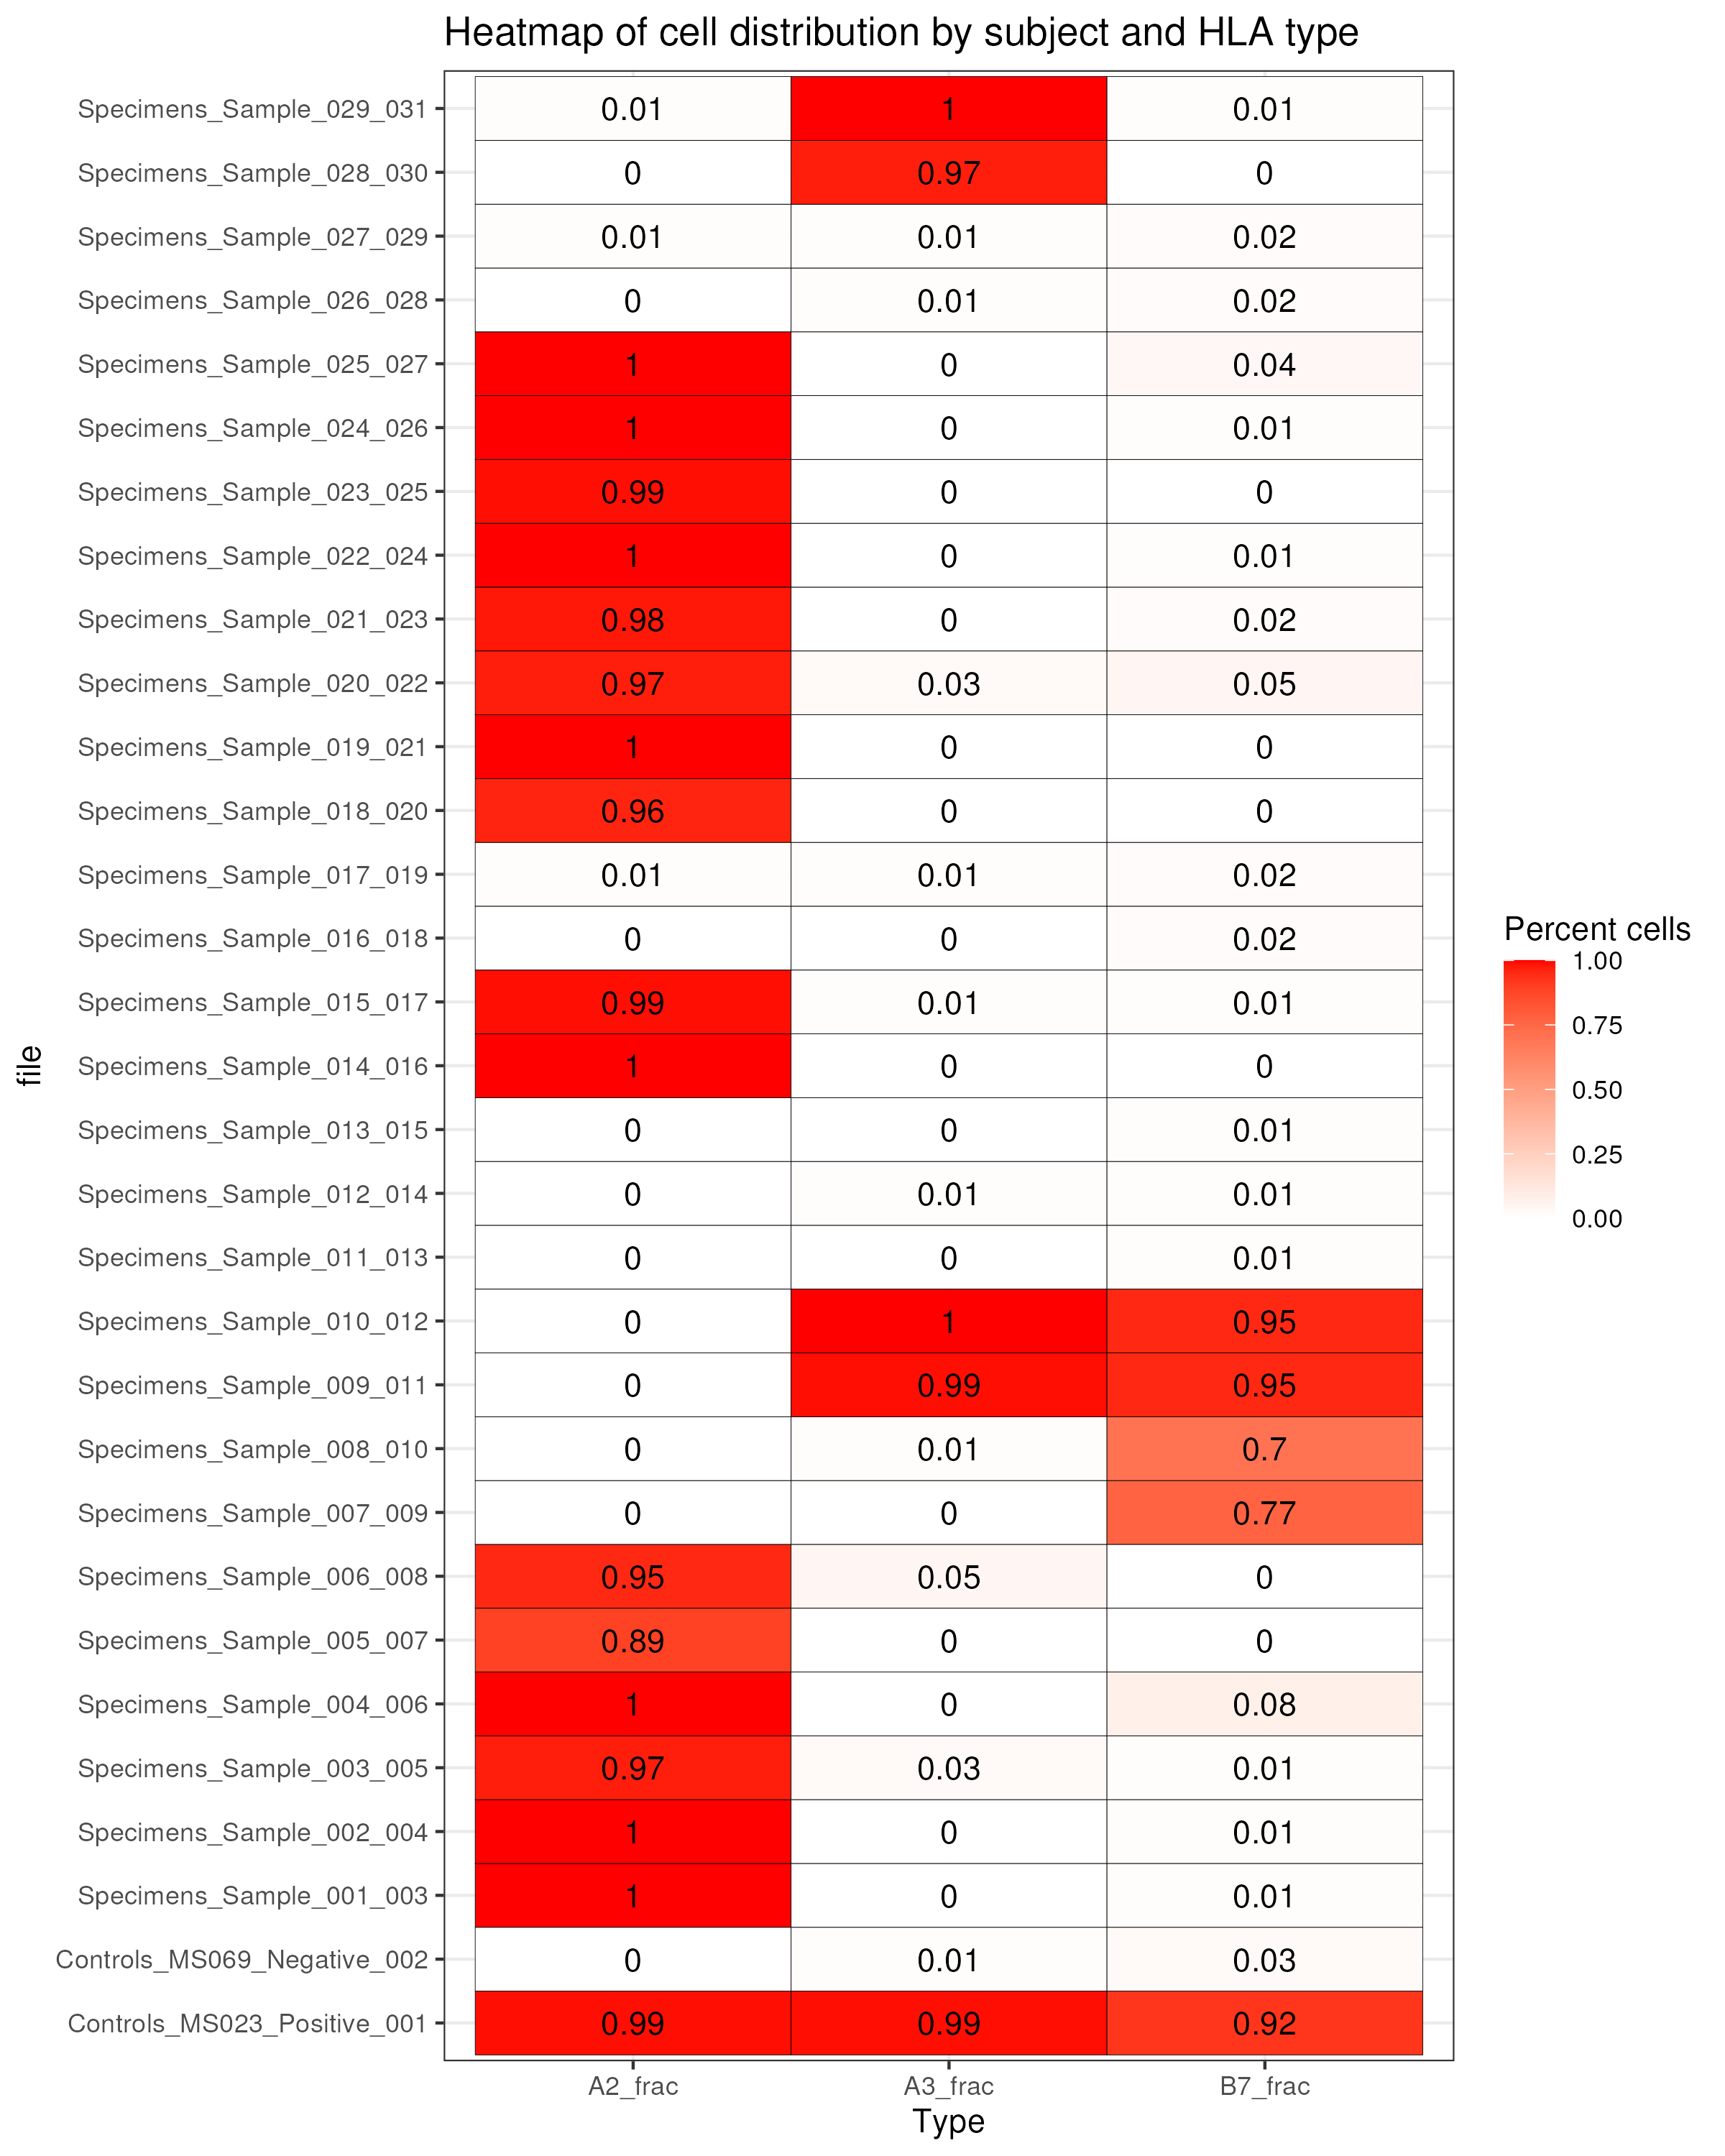 Heatmap of cell distribution by subject and HLA type
Specimens_Sample_029_031 0.01 1 0.01
Specimens_Sample_028_030 0 0.97 0
Specimens_Sample_027_029 0.01 0.01 0.02
Specimens_Sample_026_028 0 0.01 0.02
Specimens_Sample_025_027 1 0 0.04
Specimens_Sample_024_026 1 0 0.01
Specimens_Sample_023_025 0.99 0 0
Specimens_Sample_022_024 1 0 0.01
Specimens_Sample_021_023 0.98 0 0.02
Specimens_Sample_020_022 0.97 0.03 0.05
Specimens_Sample_019_021 1 0 0
Specimens_Sample_018_020 0.96 0 0
Specimens_Sample_017_019 0.01 0.01 0.02
Specimens_Sample_016_018 0 0 0.02
Specimens_Sample_015_017 0.99 0.01 0.01
Specimens_Sample_014_016 1 0 0
Specimens_Sample_013_015 0 0 0.01
Specimens_Sample_012_014 0 0.01 0.01
Specimens_Sample_011_013 0 0 0.01
Specimens_Sample_010_012 0 1 0.95
Specimens_Sample_009_011 0 0.99 0.95
Specimens_Sample_008_010 0 0.01 0.7
Specimens_Sample_007_009 0 0 0.77
Specimens_Sample_006_008 0.95 0.05 0
Specimens_Sample_005_007 0.89 0 0
Specimens_Sample_004_006 1 0 0.08
Specimens_Sample_003_005 0.97 0.03 0.01
Specimens_Sample_002_004 1 0 0.01
Specimens_Sample_001_003 1 0 0.01
Controls_MS069_Negative_002 0 0.01 0.03
Controls_MS023_Positive_001 0.99 0.99 0.92
A2_frac A3_frac B7_frac
Type
file
Percent cells
1.00
0.75
0.50
0.25
0.00